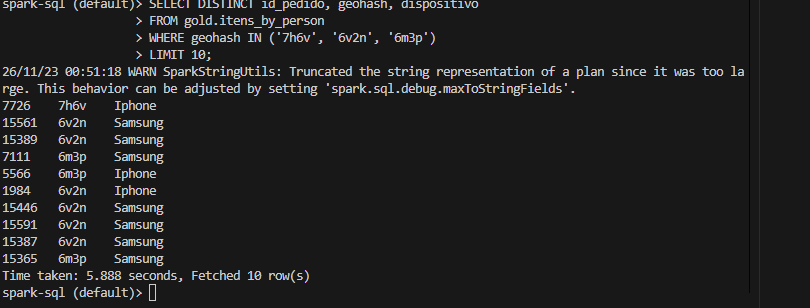 spark-sql (default)> SELECT DISTINCT id_pedido, geohash, dispositivo
                   > FROM gold.itens_by_person
                   > WHERE geohash IN ('7h6v', '6v2n', '6m3p')
                   > LIMIT 10;
26/11/23 00:51:18 WARN SparkStringUtils: Truncated the string representation of a plan since it was too la
rge. This behavior can be adjusted by setting 'spark.sql.debug.maxToStringFields'.
7726    7h6v    Iphone
15561   6v2n    Samsung
15389   6v2n    Samsung
7111    6m3p    Samsung
5566    6m3p    Iphone
1984    6v2n    Iphone
15446   6v2n    Samsung
15591   6v2n    Samsung
15387   6v2n    Samsung
15365   6m3p    Samsung
Time taken: 5.888 seconds, Fetched 10 row(s)
spark-sql (default)>